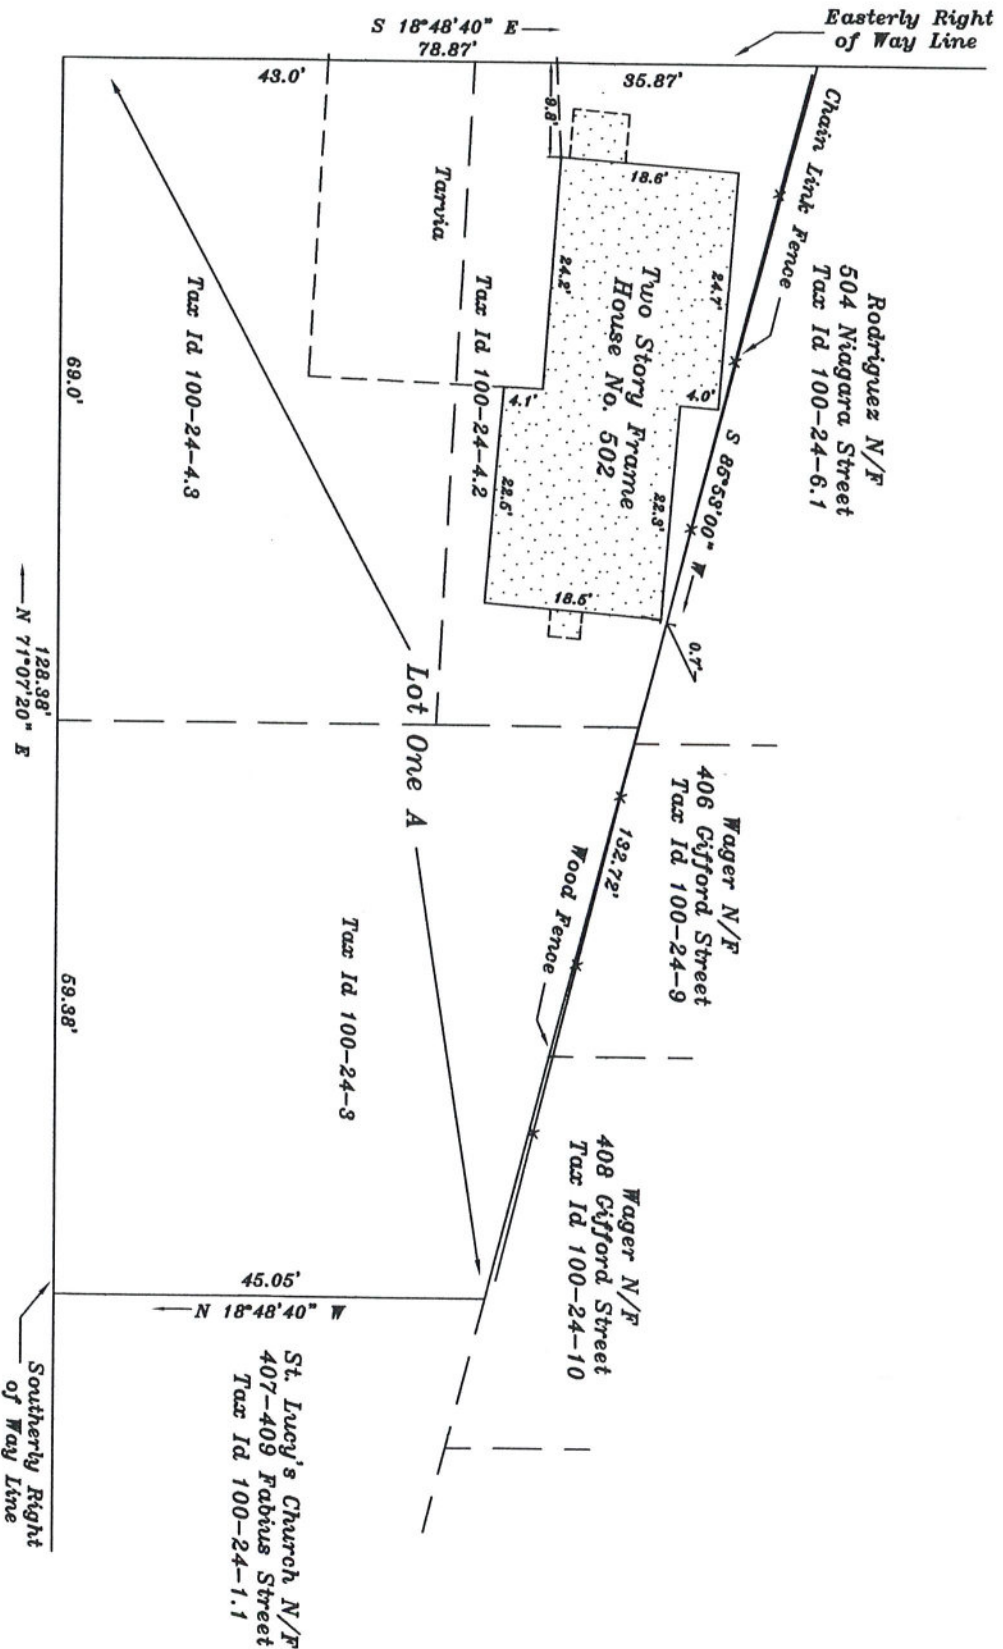 S 18°48'40" E
78.87'
Easterly Right
of Way Line
43.0'
35.87'
9.8'
Chain Link Fence
Rodriguez N/F
504 Niagara Street
Tax Id 100-24-6.1
18.6'
24.7'
24.2'
Two Story Frame
House No. 502
4.0'
4.1'
22.3'
22.5'
18.5'
Tarvia
Tax Id 100-24-4.2
Tax Id 100-24-4.3
S 85°53'00" W
0.7'
69.0'
128.38'
N 71°07'20" E
Lot One A
Wager N/F
406 Gifford Street
Tax Id 100-24-9
132.72'
Wood Fence
Tax Id 100-24-3
59.38'
Wager N/F
408 Gifford Street
Tax Id 100-24-10
45.05'
N 18°48'40" W
St. Lucy's Church N/F
407-409 Fabius Street
Tax Id 100-24-1.1
Southerly Right
of Way Line